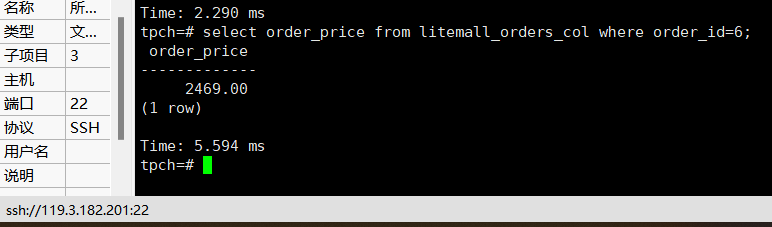 名称 所...
类型 文...
子项目 3
主机
端口 22
协议 SSH
用户名
说明
Time: 2.290 ms
tpch=# select order_price from litemall_orders_col where order_id=6;
order_price
-------------
2469.00
(1 row)
Time: 5.594 ms
tpch=#
ssh://119.3.182.201:22